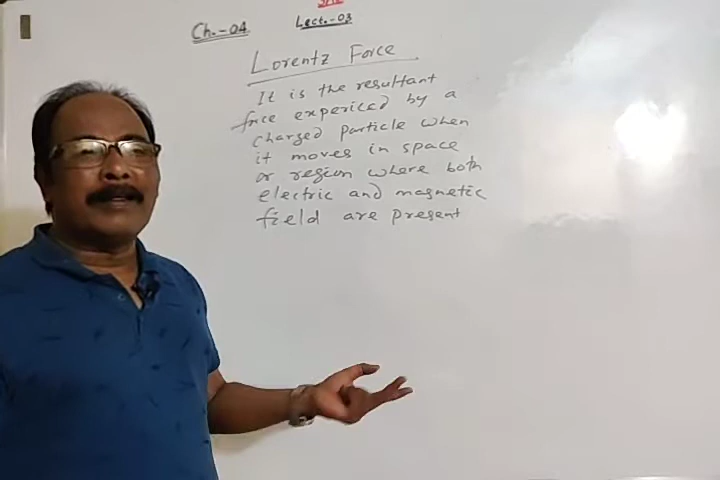 Ch.-04
Lect.-03
Lorentz Force
It is the resultant
force expericed by a
charged particle when
it moves in space
or region where both
electric and magnetic
field are present